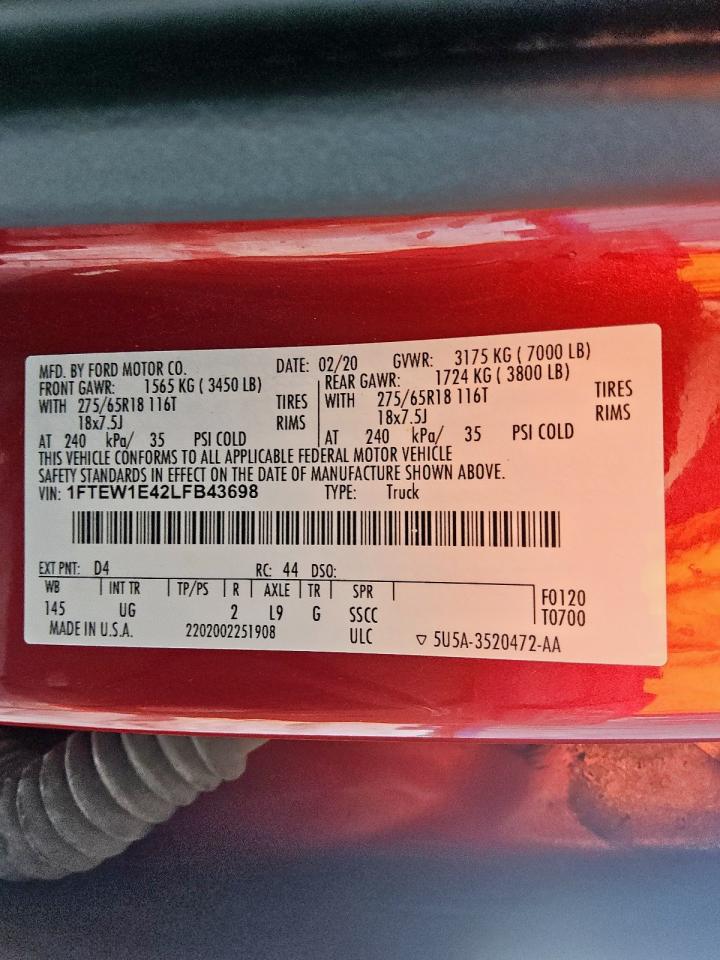 MFD. BY FORD MOTOR CO. DATE: 02/20 GVWR: 3175 KG ( 7000 LB)
FRONT GAWR: 1565 KG ( 3450 LB) REAR GAWR: 1724 KG ( 3800 LB)
WITH 275/65R18 116T TIRES WITH 275/65R18 116T TIRES
18x7.5J RIMS 18x7.5J RIMS
AT 240 kPa/ 35 PSI COLD AT 240 kPa/ 35 PSI COLD
THIS VEHICLE CONFORMS TO ALL APPLICABLE FEDERAL MOTOR VEHICLE
SAFETY STANDARDS IN EFFECT ON THE DATE OF MANUFACTURE SHOWN ABOVE.
VIN: 1FTEW1E42LFB43698 TYPE: Truck
EXT PNT: D4 RC: 44 DSO:
WB INT TR TP/PS R AXLE TR SPR F0120
145 UG 2 L9 G SSCC T0700
MADE IN U.S.A. 2202002251908 ULC ▽ 5U5A-3520472-AA